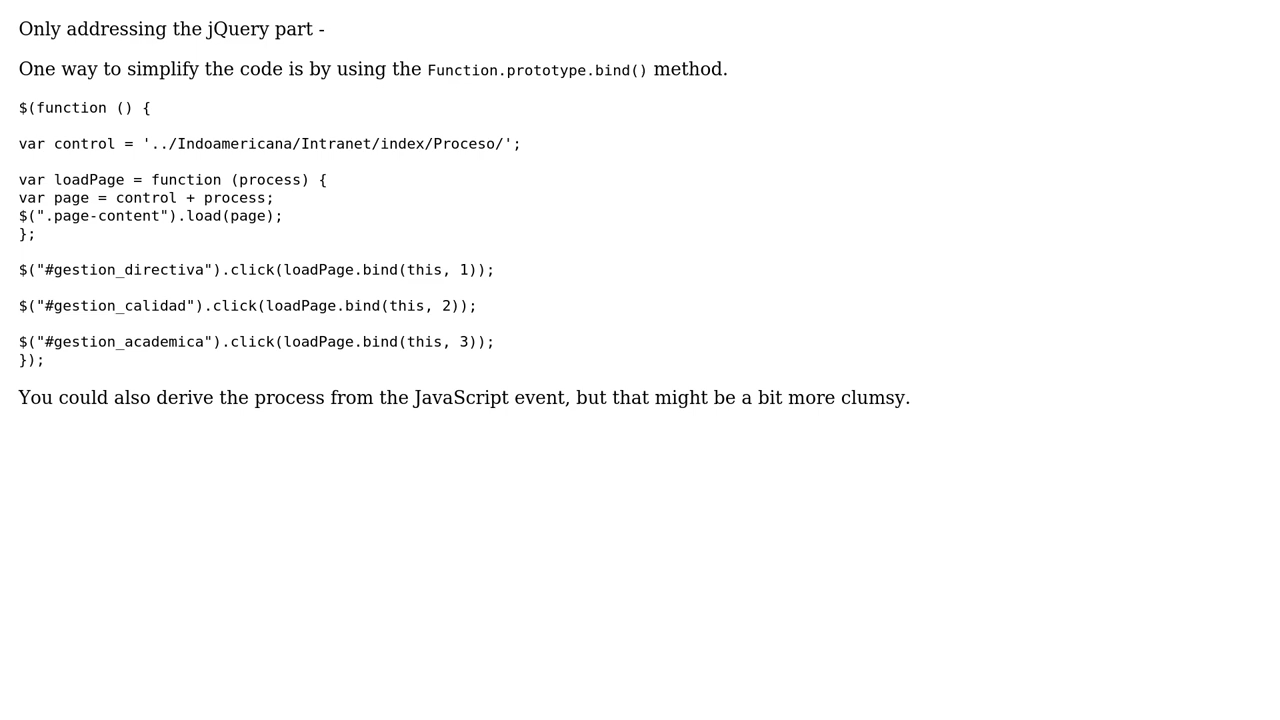 Only addressing the jQuery part -
One way to simplify the code is by using the Function.prototype.bind() method.
$(function () {
var control = '../Indoamericana/Intranet/index/Proceso/';
var loadPage = function (process) {
var page = control + process;
$(".page-content").load(page);
};
$("#gestion_directiva").click(loadPage.bind(this, 1));
$("#gestion_calidad").click(loadPage.bind(this, 2));
$("#gestion_academica").click(loadPage.bind(this, 3));
});
You could also derive the process from the JavaScript event, but that might be a bit more clumsy.